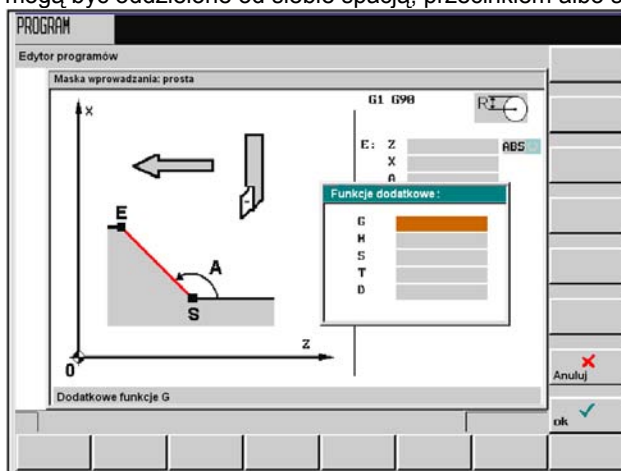 mogą być oddzielone od siebie spacją, przecinkiem albo
PROGRAM
Edytor programów
Maska wprowadzania: prosta
X
G1 G90
R
E: Z
ABS
X
A
Funkcje dodatkowe:
G
H
S
T
D
E
A
S
Z
0
Anuluj
Dodatkowe funkcje G
ok